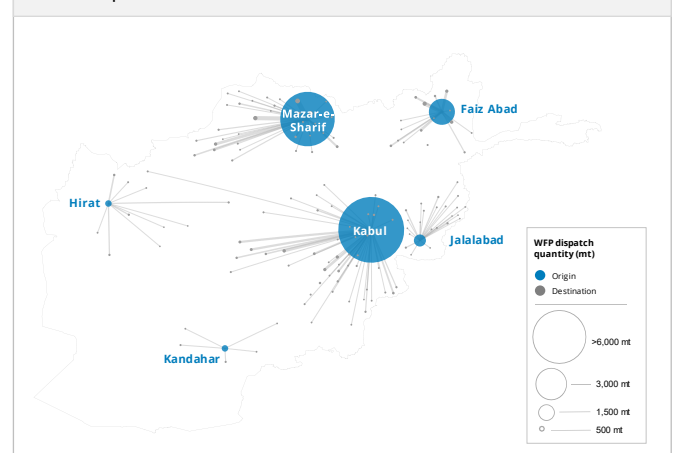 Mazar-e-
Sharif
Faiz Abad
Hirat
Kabul
Jalalabad
Kandahar
WFP dispatch
quantity (mt)
Origin
Destination
>6,000 mt
3,000 mt
1,500 mt
500 mt